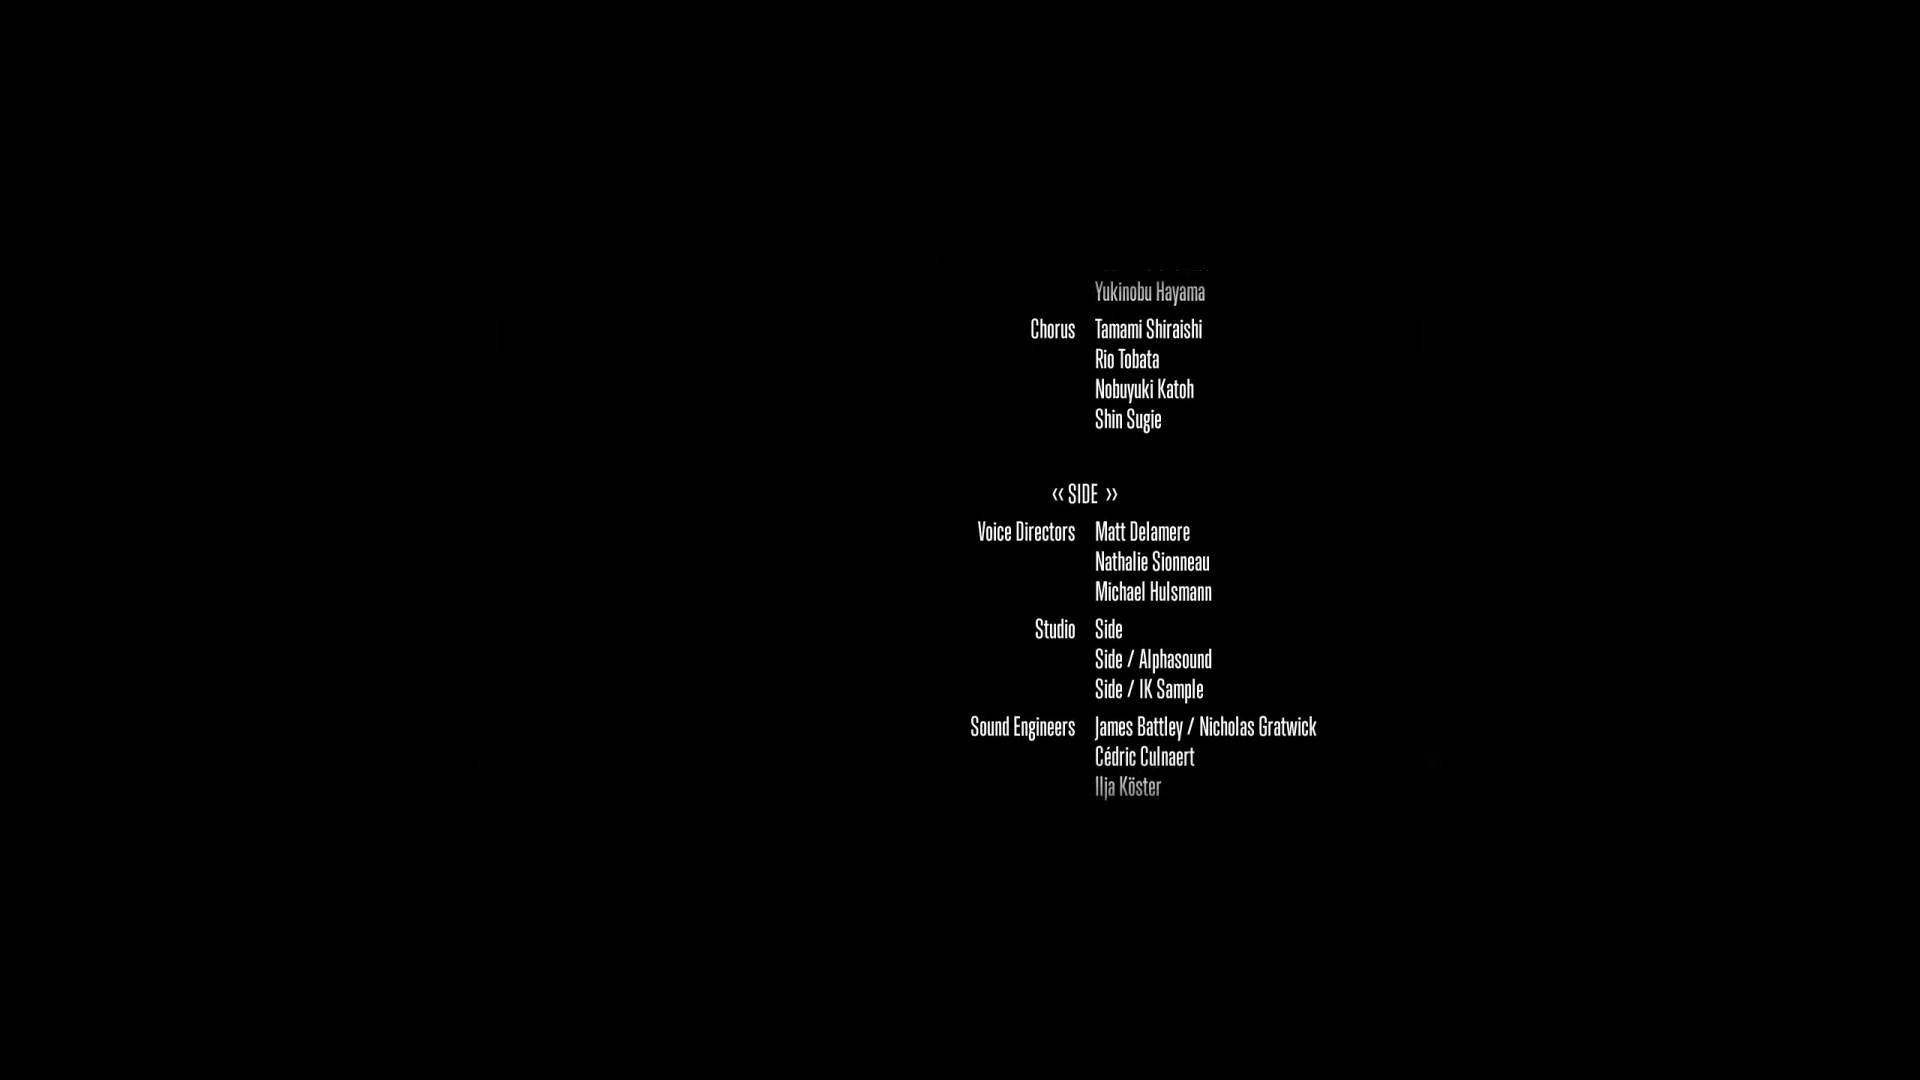 Yukinobu Hayama
Chorus Tamami Shiraishi
Rio Tobata
Nobuyuki Katoh
Shin Sugie
‹‹ SIDE ››
Voice Directors Matt Delamere
Nathalie Sionneau
Michael Hulsmann
Studio Side
Side / Alphasound
Side / IK Sample
Sound Engineers James Battley / Nicholas Gratwick
Cédric Culnaert
Ilja Köster